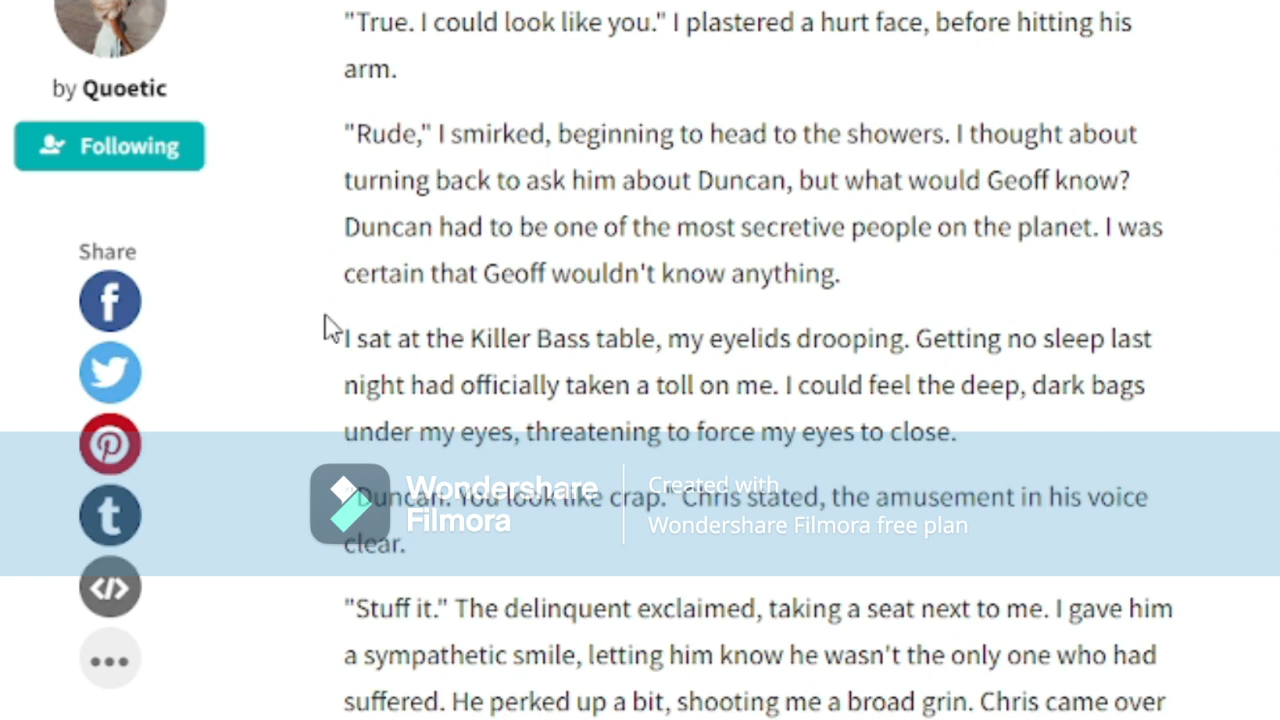 "True. I could look like you." I plastered a hurt face, before hitting his
arm.
by Quoetic
Following
"Rude," I smirked, beginning to head to the showers. I thought about
turning back to ask him about Duncan, but what would Geoff know?
Duncan had to be one of the most secretive people on the planet. I was
certain that Geoff wouldn't know anything.
Share
I sat at the Killer Bass table, my eyelids drooping. Getting no sleep last
night had officially taken a toll on me. I could feel the deep, dark bags
under my eyes, threatening to force my eyes to close.
"Duncan. You look like crap." Chris stated, the amusement in his voice
clear.
Wondershare
Filmora
Created with
Wondershare Filmora free plan
"Stuff it." The delinquent exclaimed, taking a seat next to me. I gave him
a sympathetic smile, letting him know he wasn't the only one who had
suffered. He perked up a bit, shooting me a broad grin. Chris came over